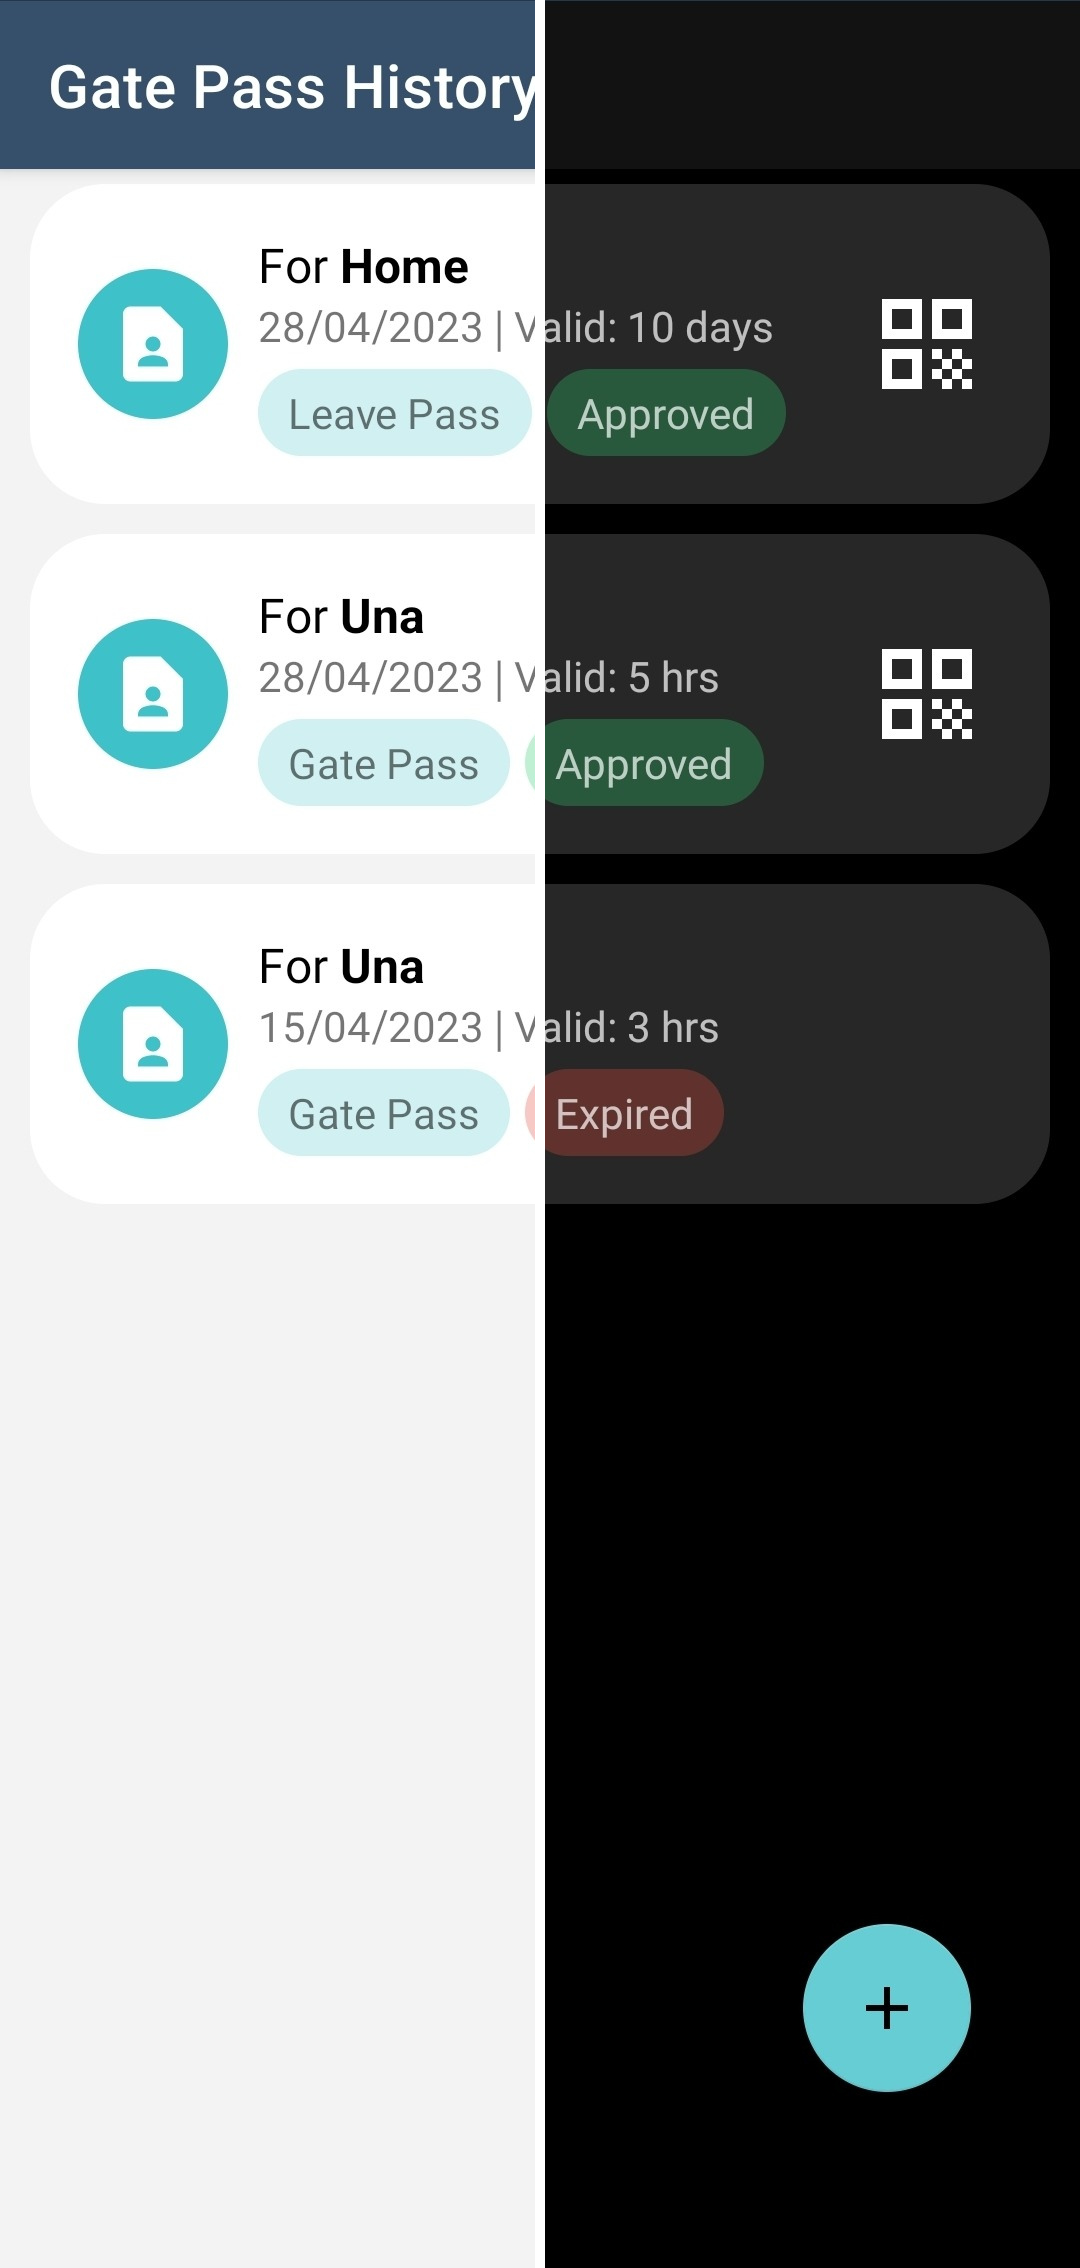 Gate Pass History
For Home
28/04/2023 | Valid: 10 days
Leave Pass Approved
For Una
28/04/2023 | Valid: 5 hrs
Gate Pass Approved
For Una
15/04/2023 | Valid: 3 hrs
Gate Pass Expired